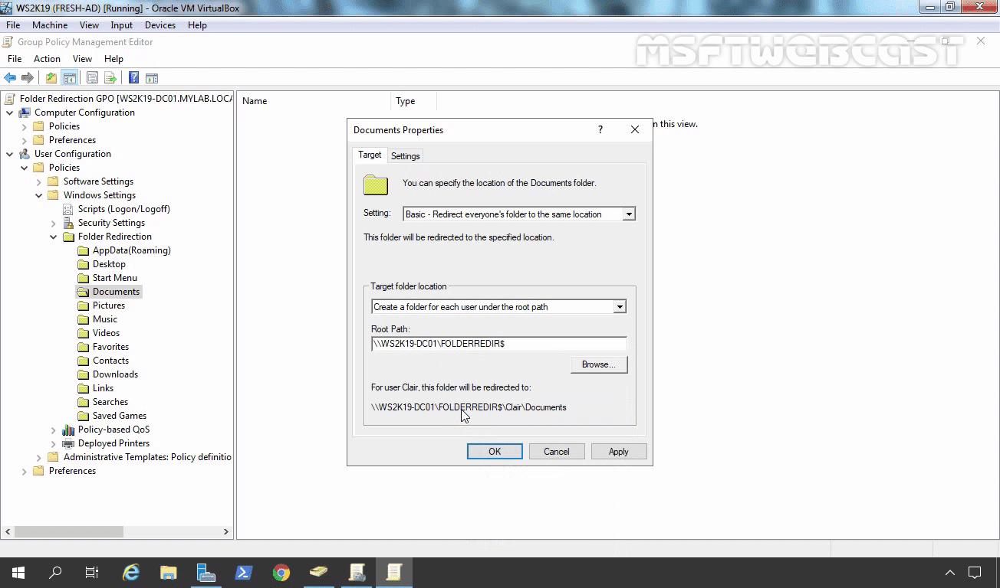 WS2K19 (FRESH-AD) [Running] - Oracle VM VirtualBox
File Machine View Input Devices Help
Group Policy Management Editor
MSFTWEBCAST
File Action View Help
Folder Redirection GPO [WS2K19-DC01.MYLAB.LOCA
Computer Configuration
Policies
Preferences
User Configuration
Policies
Software Settings
Windows Settings
Scripts (Logon/Logoff)
Security Settings
Folder Redirection
AppData(Roaming)
Desktop
Start Menu
Documents
Pictures
Music
Videos
Favorites
Contacts
Downloads
Links
Searches
Saved Games
Policy-based QoS
Deployed Printers
Administrative Templates: Policy definitio
Preferences
Name Type
n this view.
Documents Properties
Target Settings
You can specify the location of the Documents folder.
Setting: Basic - Redirect everyone's folder to the same location
This folder will be redirected to the specified location.
Target folder location
Create a folder for each user under the root path
Root Path:
\\WS2K19-DC01\FOLDERREDIR$
Browse...
For user Clair, this folder will be redirected to:
\\WS2K19-DC01\FOLDERREDIR$\Clair\Documents
OK Cancel Apply